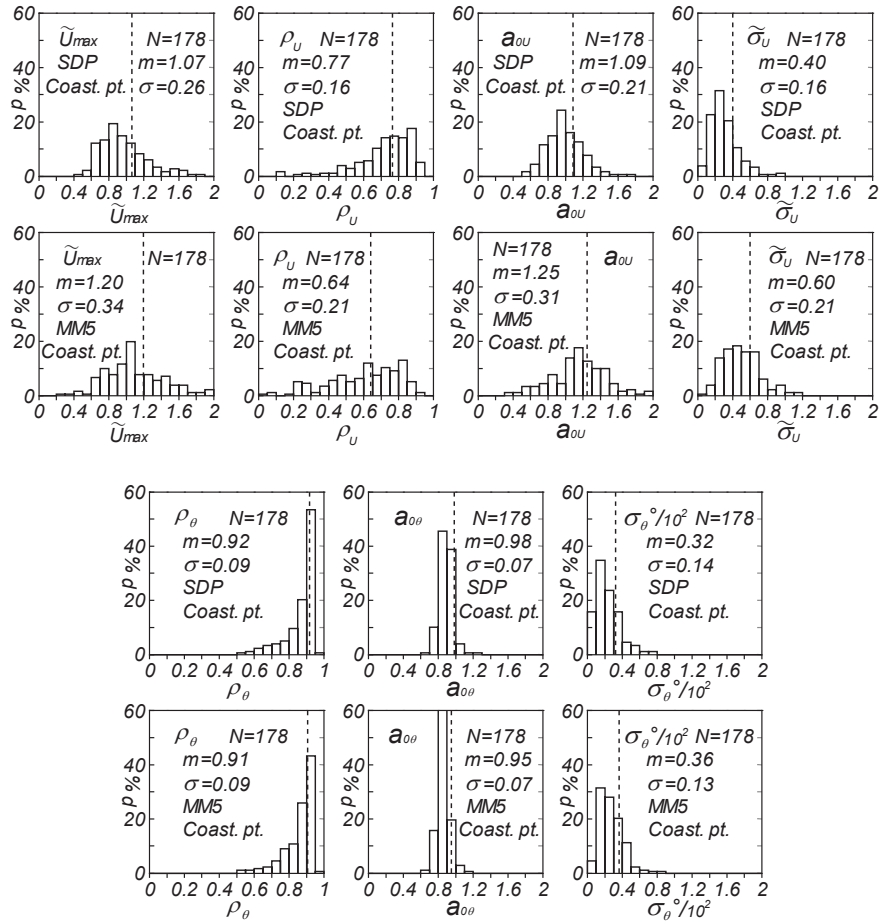 60
40
20
0
p %
Ũmax N=178
SDP m=1.07
Coast. pt. σ=0.26
0 0.4 0.8 1.2 1.6 2
Ũmax
60
40
20
0
p %
ρU N=178
m=0.77
σ=0.16
SDP
Coast. pt.
0 0.2 0.4 0.6 0.8 1
ρU
60
40
20
0
p %
a0U N=178
SDP m=1.09
Coast. pt. σ=0.21
0 0.4 0.8 1.2 1.6 2
a0U
60
40
20
0
p %
σ̃U N=178
m=0.40
σ=0.16
SDP
Coast. pt.
0 0.4 0.8 1.2 1.6 2
σ̃U
60
40
20
0
p %
Ũmax N=178
m=1.20
σ=0.34
MM5
Coast. pt.
0 0.4 0.8 1.2 1.6 2
Ũmax
60
40
20
0
p %
ρU N=178
m=0.64
σ=0.21
MM5
Coast. pt.
0 0.2 0.4 0.6 0.8 1
ρU
60
40
20
0
p %
N=178 a0U
m=1.25
σ=0.31
MM5
Coast. pt.
0 0.4 0.8 1.2 1.6 2
a0U
60
40
20
0
p %
σ̃U N=178
m=0.60
σ=0.21
MM5
Coast. pt.
0 0.4 0.8 1.2 1.6 2
σ̃U
60
40
20
0
p %
ρθ N=178
m=0.92
σ=0.09
SDP
Coast. pt.
0 0.2 0.4 0.6 0.8 1
ρθ
60
40
20
0
p %
a0θ N=178
m=0.98
σ=0.07
SDP
Coast. pt.
0 0.4 0.8 1.2 1.6 2
a0θ
60
40
20
0
p %
σθ°/10² N=178
m=0.32
σ=0.14
SDP
Coast. pt.
0 0.4 0.8 1.2 1.6 2
σθ°/10²
60
40
20
0
p %
ρθ N=178
m=0.91
σ=0.09
MM5
Coast. pt.
0 0.2 0.4 0.6 0.8 1
ρθ
60
40
20
0
p %
a0θ N=178
m=0.95
σ=0.07
MM5
Coast. pt.
0 0.4 0.8 1.2 1.6 2
a0θ
60
40
20
0
p %
σθ°/10² N=178
m=0.36
σ=0.13
MM5
Coast. pt.
0 0.4 0.8 1.2 1.6 2
σθ°/10²